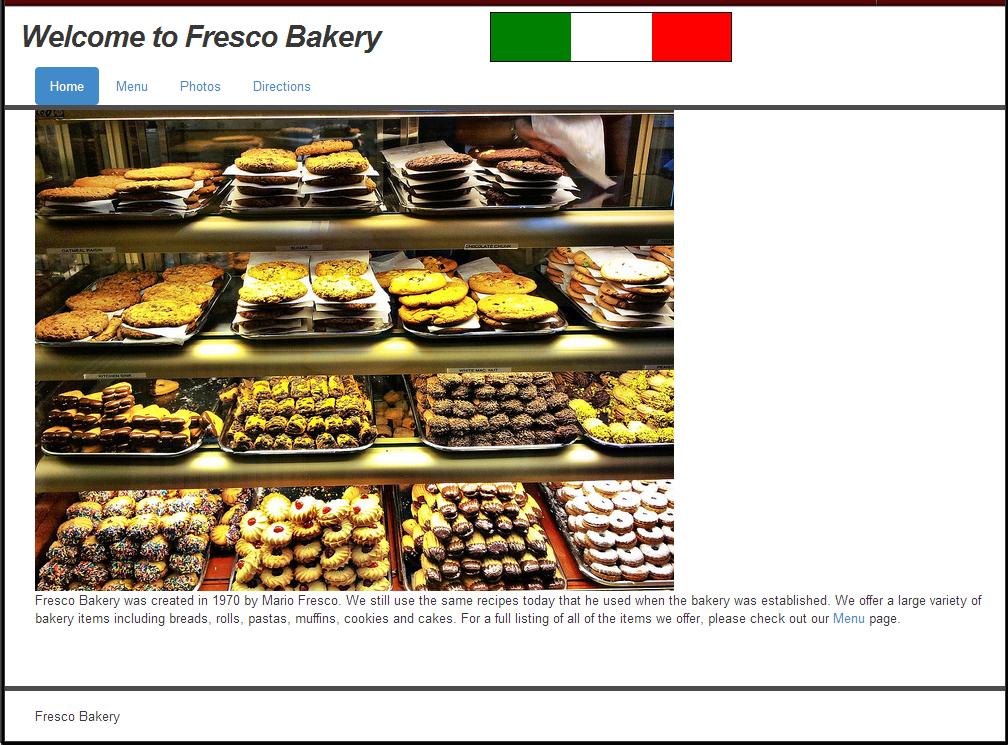 Welcome to Fresco Bakery
Home Menu Photos Directions
OATMEAL RAISIN
SUGAR
CHOCOLATE CHUNK
KITCHEN SINK
WHITE MAC. NUT
Fresco Bakery was created in 1970 by Mario Fresco. We still use the same recipes today that he used when the bakery was established. We offer a large variety of
bakery items including breads, rolls, pastas, muffins, cookies and cakes. For a full listing of all of the items we offer, please check out our Menu page.
Fresco Bakery